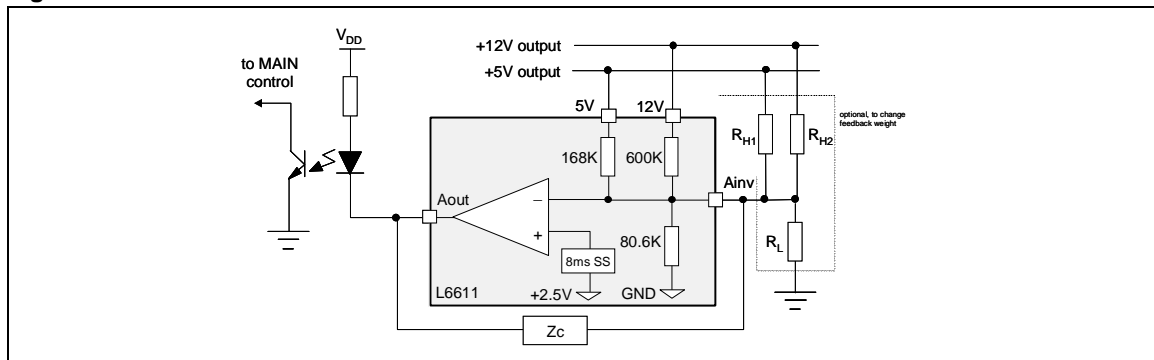 V_DD
+12V output
+5V output
to MAIN
control
5V
12V
optional, to change
feedback weight
R_H1
R_H2
168K
600K
Ainv
Aout
–
+
80.6K
R_L
8ms SS
L6611
+2.5V
GND
Zc